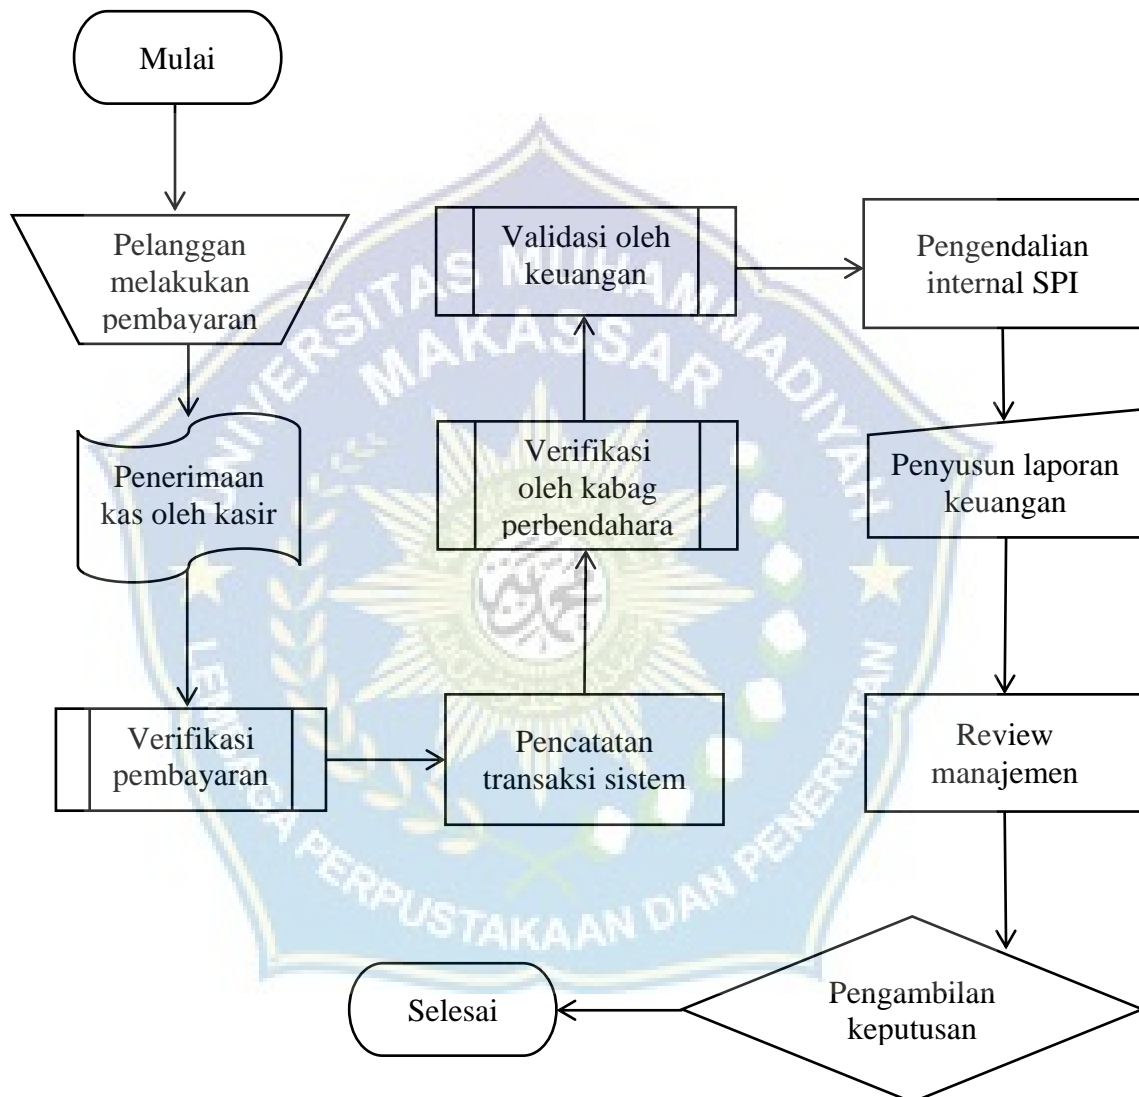 Mulai
Pelanggan
melakukan
pembayaran
Penerimaan
kas oleh kasir
Verifikasi
pembayaran
Pencatatan
transaksi sistem
Verifikasi
oleh kabag
perbendahara
Validasi oleh
keuangan
Pengendalian
internal SPI
Penyusun laporan
keuangan
Review
manajemen
Pengambilan
keputusan
Selesai
UNIVERSITAS MUHAMMADIYAH
MAKASSAR
LEMBAGA PERPUSTAKAAN DAN PENERBITAN